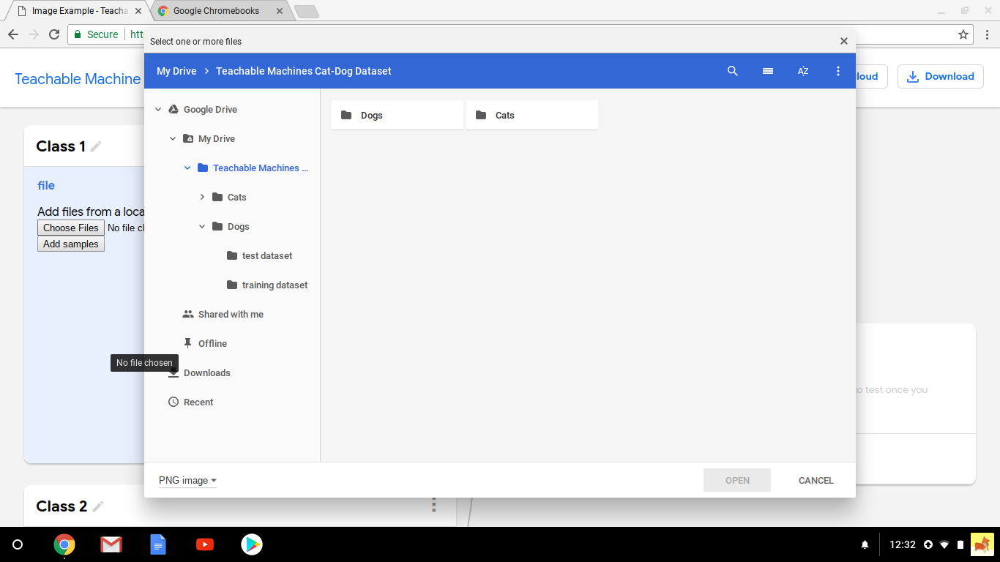 Image Example - Teacha
Google Chromebooks
Secure
htt
Select one or more files
My Drive > Teachable Machines Cat-Dog Dataset
AZ
Teachable Machine
loud
Download
Google Drive
My Drive
Teachable Machines ...
Cats
Dogs
test dataset
training dataset
Shared with me
Offline
Downloads
Recent
Dogs
Cats
Class 1
file
Add files from a loca
Choose Files No file cl
Add samples
No file chosen
to test once you
PNG image
OPEN
CANCEL
Class 2
12:32